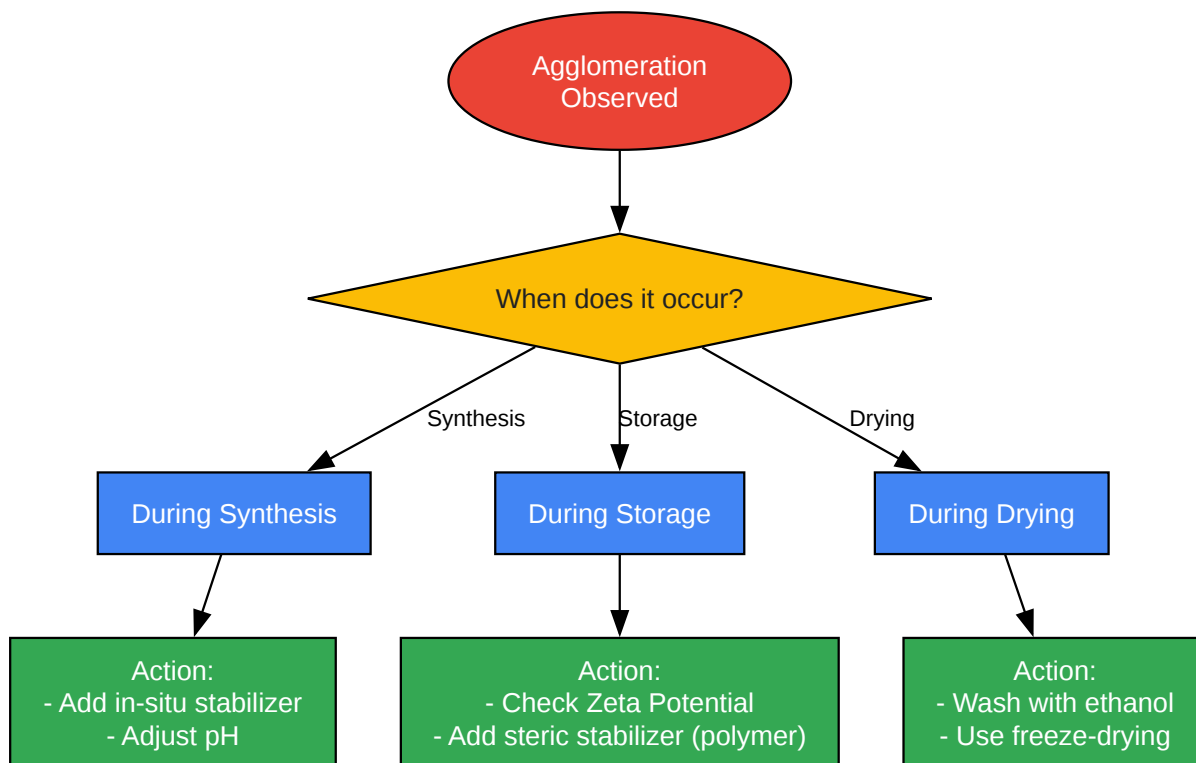 Agglomeration
Observed
When does it occur?
Synthesis
Storage
Drying
During Synthesis
During Storage
During Drying
Action:
- Add in-situ stabilizer
- Adjust pH
Action:
- Check Zeta Potential
- Add steric stabilizer (polymer)
Action:
- Wash with ethanol
- Use freeze-drying